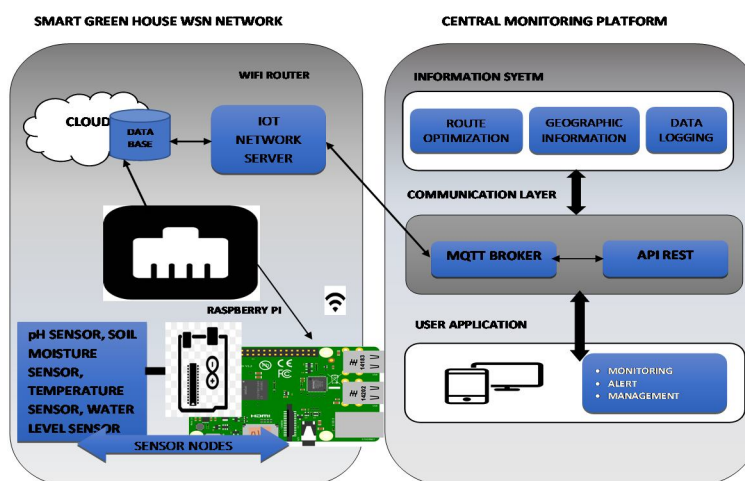 SMART GREEN HOUSE WSN NETWORK
CENTRAL MONITORING PLATFORM
WIFI ROUTER
CLOUD
DATA
BASE
IOT
NETWORK
SERVER
RASPBERRY PI
pH SENSOR, SOIL
MOISTURE
SENSOR,
TEMPERATURE
SENSOR, WATER
LEVEL SENSOR
HDMI
SENSOR NODES
INFORMATION SYETM
ROUTE
OPTIMIZATION
GEOGRAPHIC
INFORMATION
DATA
LOGGING
COMMUNICATION LAYER
MQTT BROKER
API REST
USER APPLICATION
• MONITORING
• ALERT
• MANAGEMENT